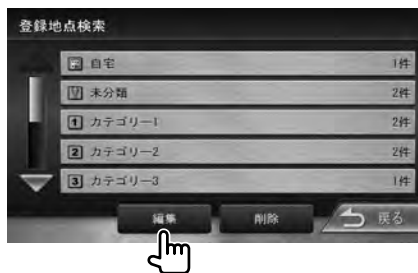 登録地点検索
自宅 1件
未分類 2件
1 カテゴリー1 2件
2 カテゴリー2 2件
3 カテゴリー3 1件
編集 削除 戻る